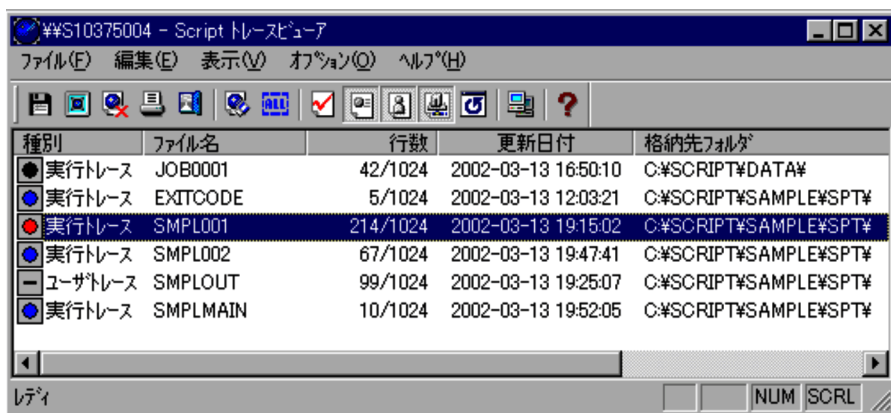 ¥¥S10375004 - Script ﾄﾚｰｽﾋﾞｭｰｱ
ﾌｧｲﾙ(F) 編集(E) 表示(V) ｵﾌﾟｼｮﾝ(O) ﾍﾙﾌﾟ(H)
ALL ?
種別 ﾌｧｲﾙ名 行数 更新日付 格納先ﾌｫﾙﾀﾞ
実行ﾄﾚｰｽ JOB0001 42/1024 2002-03-13 16:50:10 C:¥SCRIPT¥DATA¥
実行ﾄﾚｰｽ EXITCODE 5/1024 2002-03-13 12:03:21 C:¥SCRIPT¥SAMPLE¥SPT¥
実行ﾄﾚｰｽ SMPL001 214/1024 2002-03-13 19:15:02 C:¥SCRIPT¥SAMPLE¥SPT¥
実行ﾄﾚｰｽ SMPL002 67/1024 2002-03-13 19:47:41 C:¥SCRIPT¥SAMPLE¥SPT¥
ﾕｰｻﾞﾄﾚｰｽ SMPLOUT 99/1024 2002-03-13 19:25:07 C:¥SCRIPT¥SAMPLE¥SPT¥
実行ﾄﾚｰｽ SMPLMAIN 10/1024 2002-03-13 19:52:05 C:¥SCRIPT¥SAMPLE¥SPT¥
ﾚﾃﾞｨ NUM SCRL